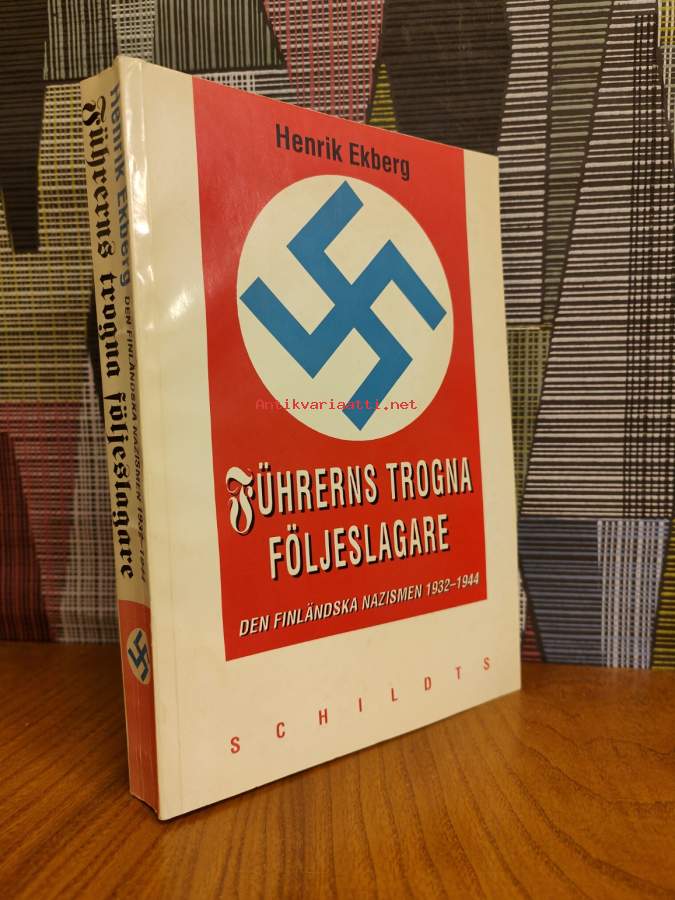 Henrik Ekberg
Antikvariaatti.net
FÜHRERNS TROGNA
FÖLJESLAGARE
DEN FINLÄNDSKA NAZISMEN 1932–1944
SCHILDTS
HENRIK EKBERG
Führerns trogna följeslagare
DEN FINLÄNDSKA NAZISMEN 1932–1944